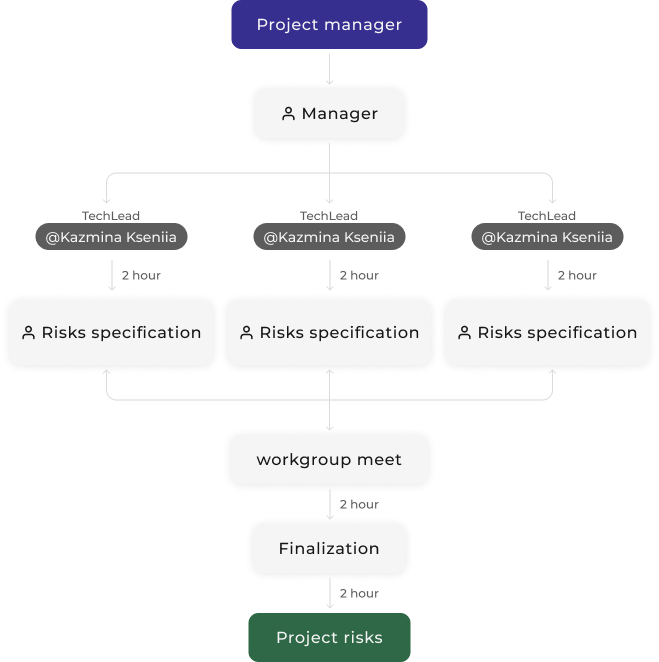 Project manager
Manager
TechLead
TechLead
TechLead
@Kazmina Kseniia
@Kazmina Kseniia
@Kazmina Kseniia
2 hour
2 hour
2 hour
Risks specification
Risks specification
Risks specification
workgroup meet
2 hour
Finalization
2 hour
Project risks